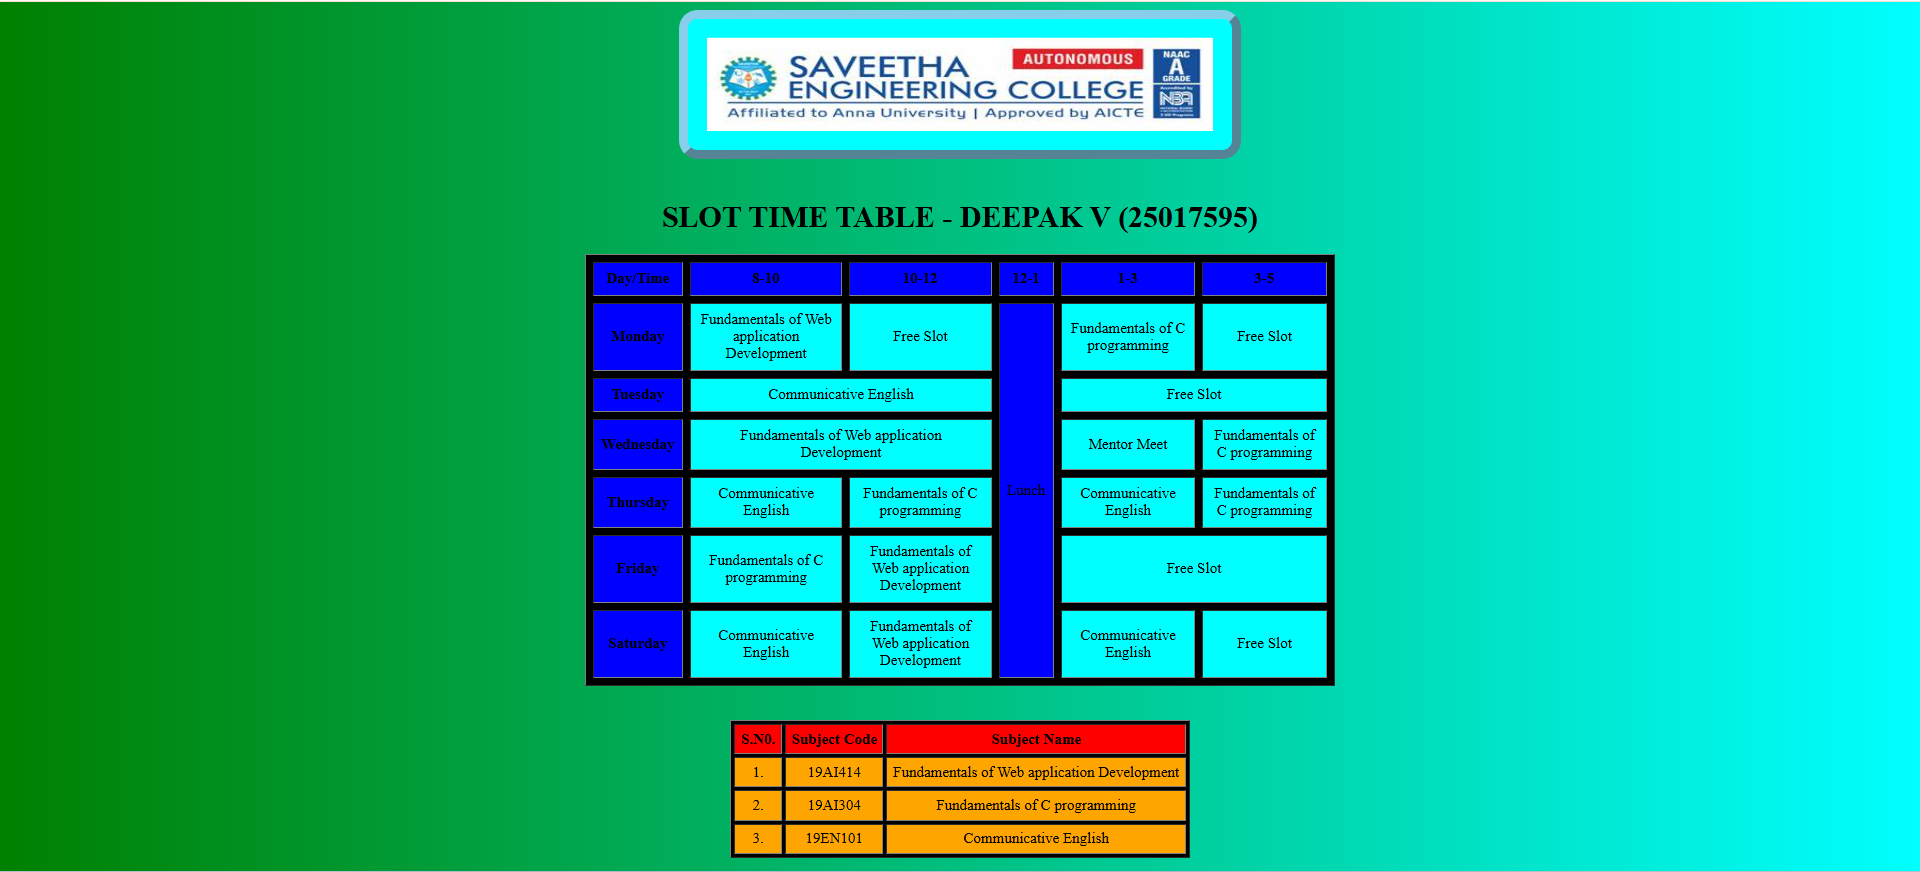 SAVEETHA
AUTONOMOUS
ENGINEERING COLLEGE
Affiliated to Anna University | Approved by AICTE
NAAC
A
GRADE
Accredited by
NBA
SLOT TIME TABLE - DEEPAK V (25017595)
Day/Time 8-10 10-12 12-1 1-3 3-5
Monday
Fundamentals of Web
application
Development
Free Slot
Fundamentals of C
programming
Free Slot
Tuesday
Communicative English
Free Slot
Wednesday
Fundamentals of Web application
Development
Mentor Meet
Fundamentals of
C programming
Lunch
Thursday
Communicative
English
Fundamentals of C
programming
Communicative
English
Fundamentals of
C programming
Friday
Fundamentals of C
programming
Fundamentals of
Web application
Development
Free Slot
Saturday
Communicative
English
Fundamentals of
Web application
Development
Communicative
English
Free Slot
S.N0. Subject Code Subject Name
1. 19AI414 Fundamentals of Web application Development
2. 19AI304 Fundamentals of C programming
3. 19EN101 Communicative English